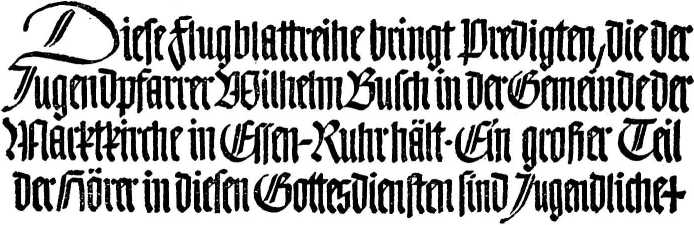 Diese Flugblattreihe bringt Predigten, die der
Jugendpfarrer Wilhelm Busch in der Gemeinde der
Marktkirche in Essen-Ruhr hält. Ein großer Teil
der Hörer in diesen Gottesdiensten sind Jugendliche+